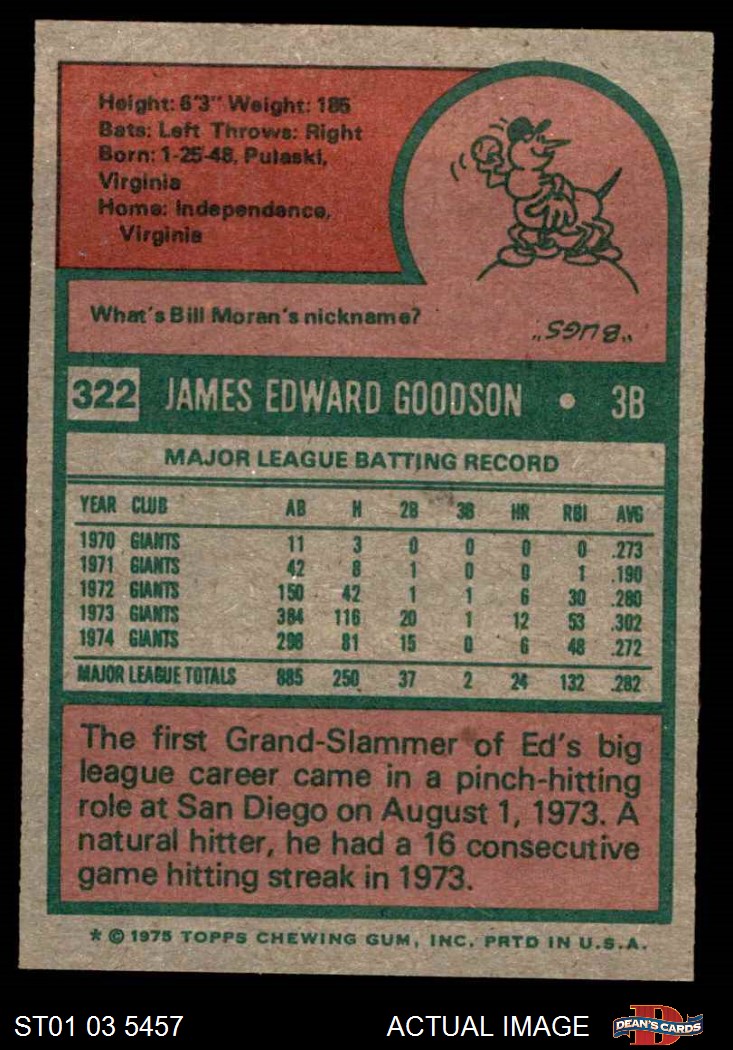 Height: 6'3" Weight: 185
Bats: Left Throws: Right
Born: 1-25-48, Pulaski,
Virginia
Home: Independence,
Virginia
What's Bill Moran's nickname?
"BUGS"
322 JAMES EDWARD GOODSON • 3B
MAJOR LEAGUE BATTING RECORD
YEAR CLUB AB H 2B 3B HR RBI AVG
1970 GIANTS 11 3 0 0 0 0 .273
1971 GIANTS 42 8 1 0 0 1 .190
1972 GIANTS 150 42 1 1 6 30 .280
1973 GIANTS 384 116 20 1 12 53 .302
1974 GIANTS 298 81 15 0 6 48 .272
MAJOR LEAGUE TOTALS 885 250 37 2 24 132 .282
The first Grand-Slammer of Ed's big
league career came in a pinch-hitting
role at San Diego on August 1, 1973. A
natural hitter, he had a 16 consecutive
game hitting streak in 1973.
* © 1975 TOPPS CHEWING GUM, INC. PRTD IN U.S.A.
ST01 03 5457 ACTUAL IMAGE DEAN'S CARDS